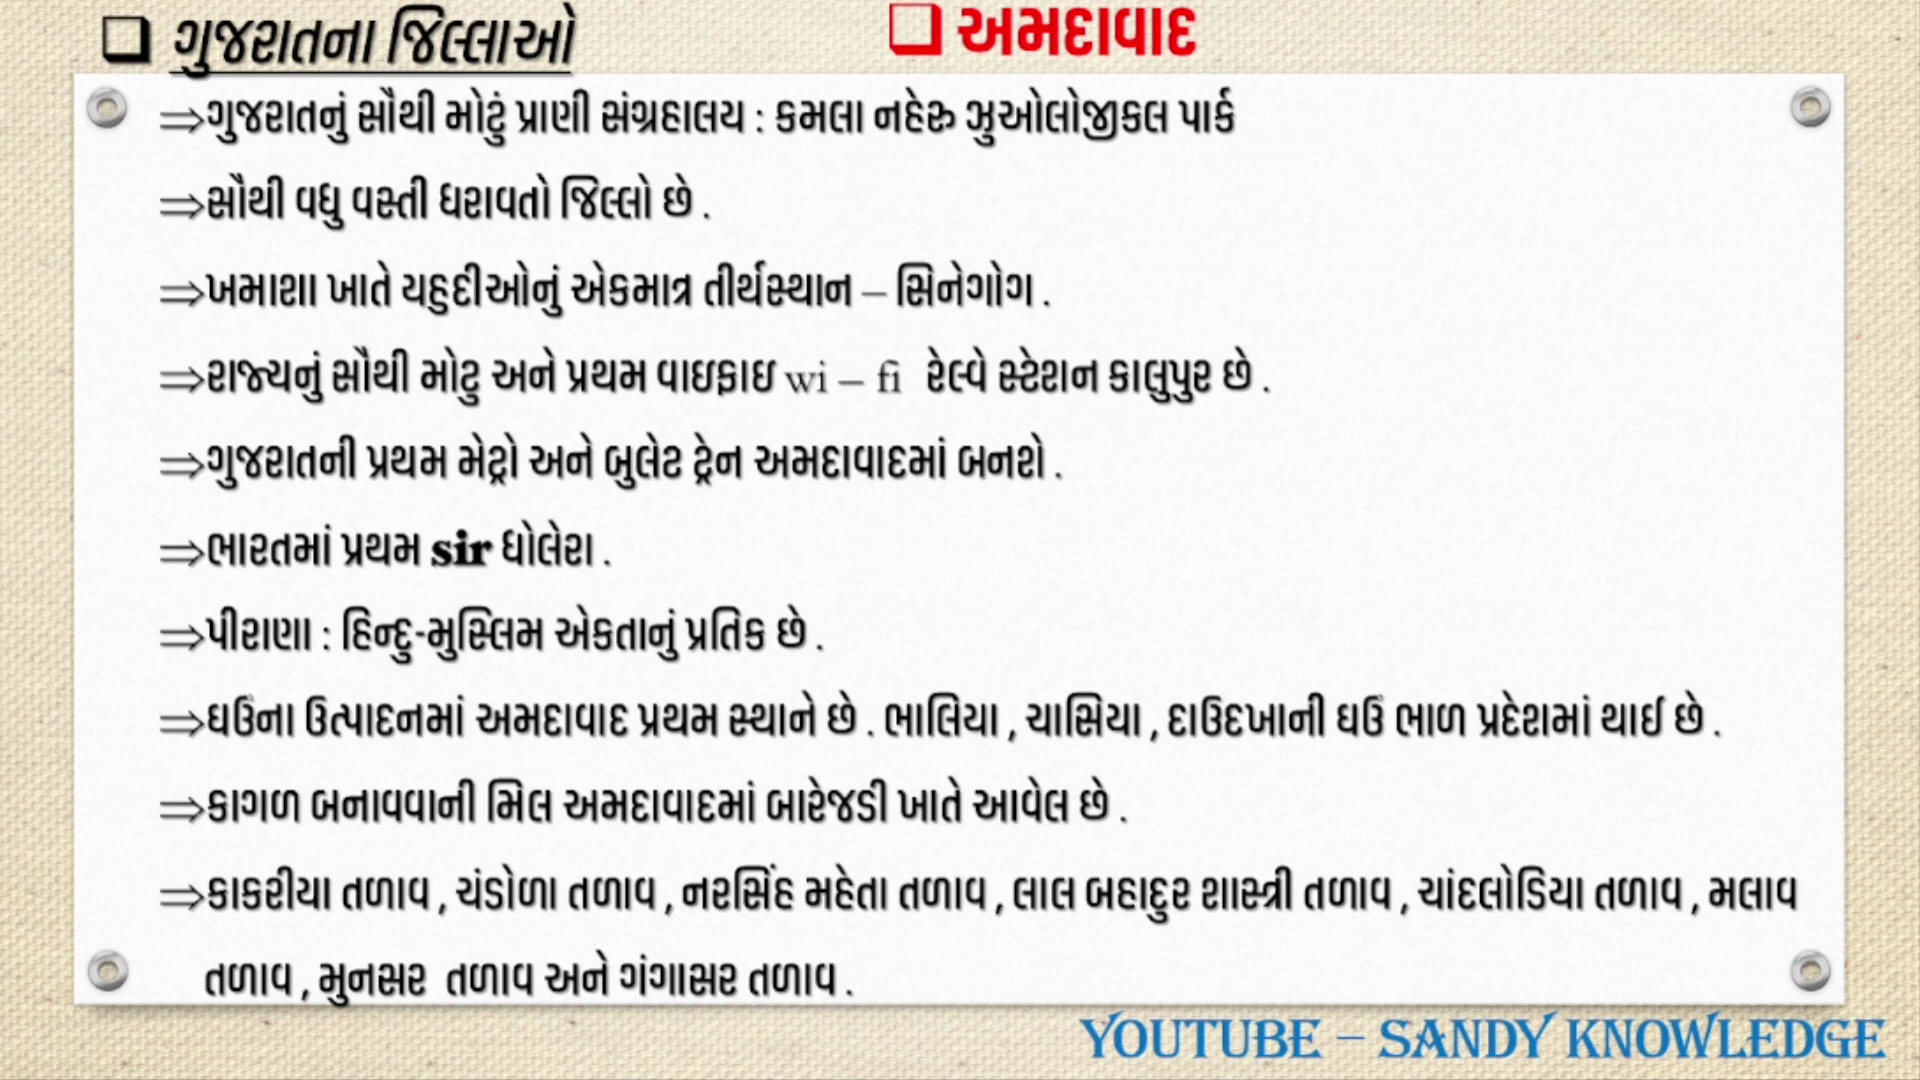 ❑ ગુજરાતના જિલ્લાઓ
❑ અમદાવાદ
⇒ગુજરાતનું સૌથી મોટું પ્રાણી સંગ્રહાલય : કમલા નહેરુ ઝુઓલોજીકલ પાર્ક
⇒સૌથી વધુ વસ્તી ધરાવતો જિલ્લો છે .
⇒ખમાશા ખાતે યહુદીઓનું એકમાત્ર તીર્થસ્થાન – સિનેગોગ .
⇒રાજ્યનું સૌથી મોટુ અને પ્રથમ વાઇફાઇ wi – fi રેલ્વે સ્ટેશન કાલુપુર છે .
⇒ગુજરાતની પ્રથમ મેટ્રો અને બુલેટ ટ્રેન અમદાવાદમાં બનશે .
⇒ભારતમાં પ્રથમ sir ધોલેરા .
⇒પીરાણા : હિન્દુ-મુસ્લિમ એકતાનું પ્રતિક છે .
⇒ઘઉંના ઉત્પાદનમાં અમદાવાદ પ્રથમ સ્થાને છે . ભાલિયા , ચાસિયા , દાઉદખાની ઘઉં ભાળ પ્રદેશમાં થાઈ છે .
⇒કાગળ બનાવવાની મિલ અમદાવાદમાં બારેજડી ખાતે આવેલ છે .
⇒કાકરીયા તળાવ , ચંડોળા તળાવ , નરસિંહ મહેતા તળાવ , લાલ બહાદુર શાસ્ત્રી તળાવ , ચાંદલોડિયા તળાવ , મલાવ
તળાવ , મુનસર તળાવ અને ગંગાસર તળાવ .
YOUTUBE – SANDY KNOWLEDGE